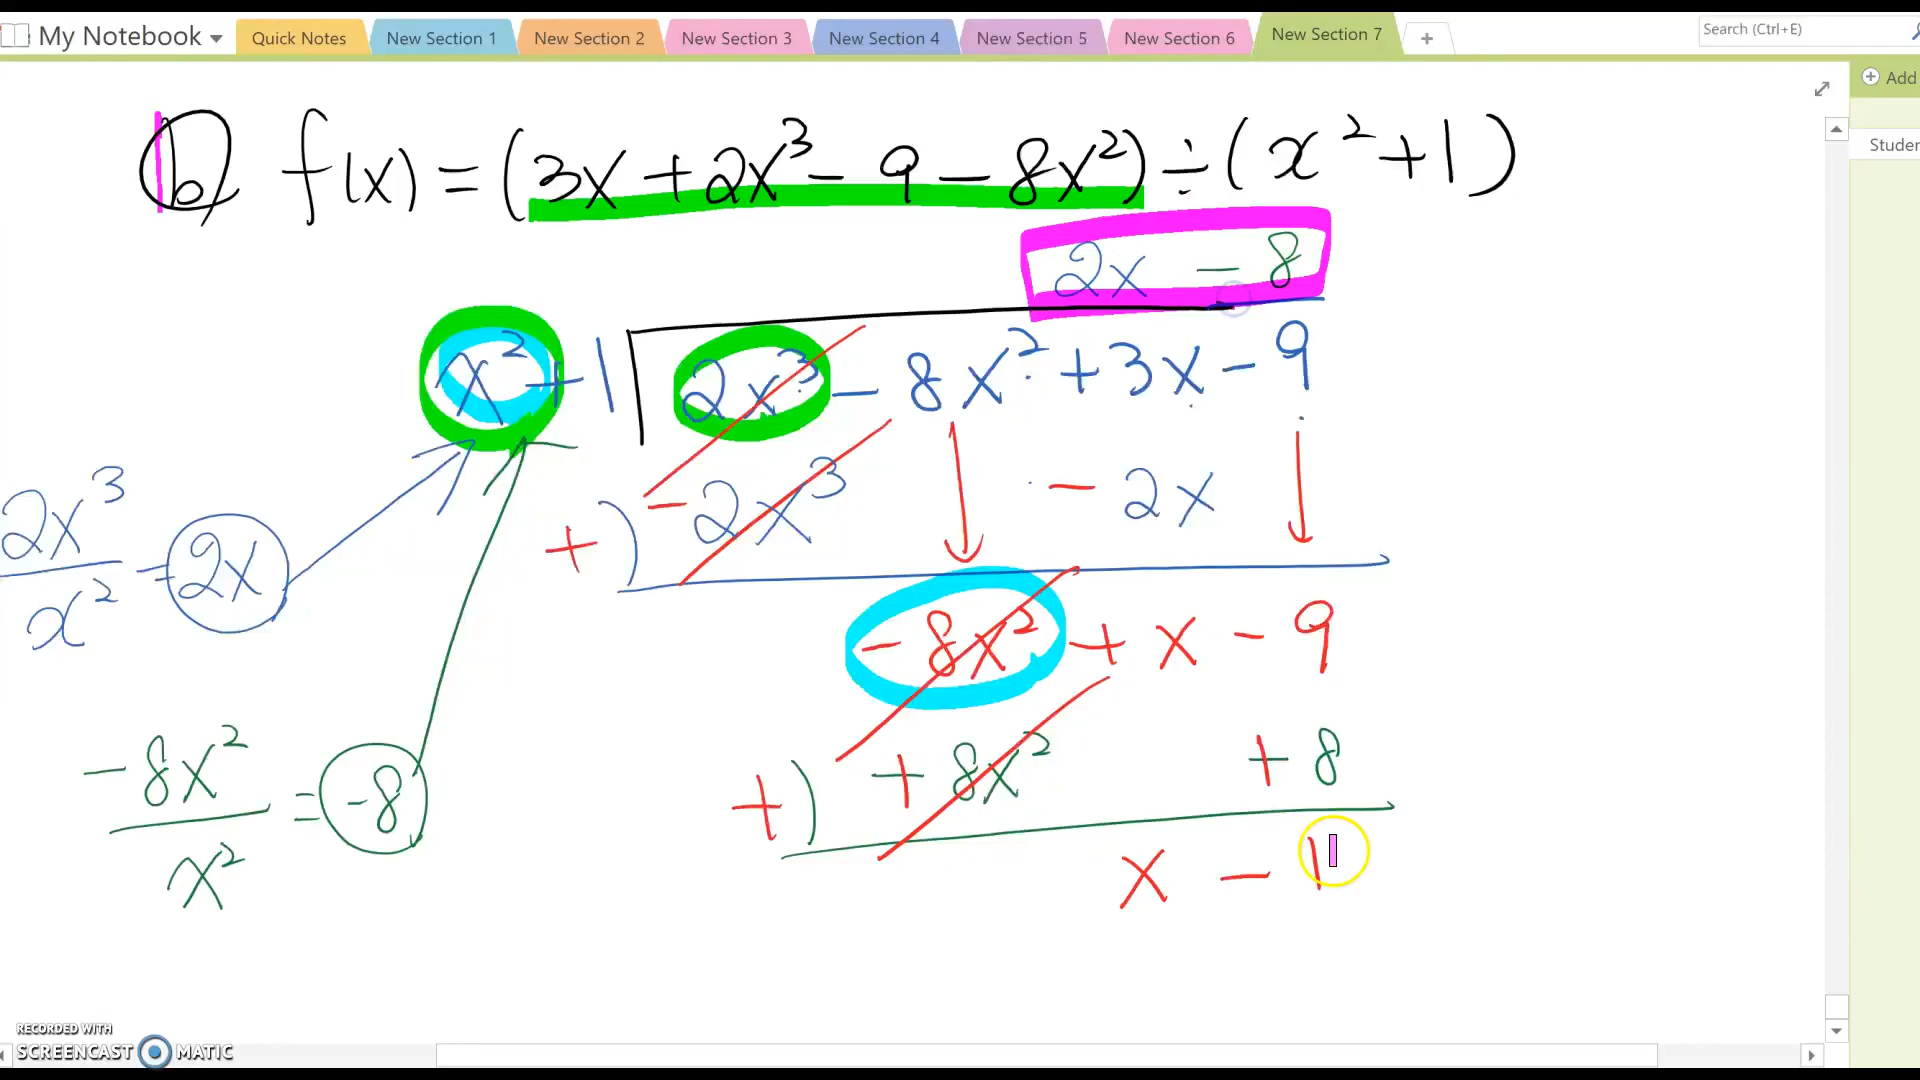 My Notebook Quick Notes New Section 1 New Section 2 New Section 3 New Section 4 New Section 5 New Section 6 New Section 7 + Search (Ctrl+E)
Add
Studen
b) f(x) = (3x + 2x³ - 9 - 8x²) ÷ (x² + 1)
2x - 8
x² + 1 2x³ - 8x² + 3x - 9
+) - 2x³ - 2x
2x³
— = 2x
x²
- 8x² + x - 9
+) + 8x² + 8
-8x²
— = -8
x²
x - 1
RECORDED WITH
SCREENCAST MATIC